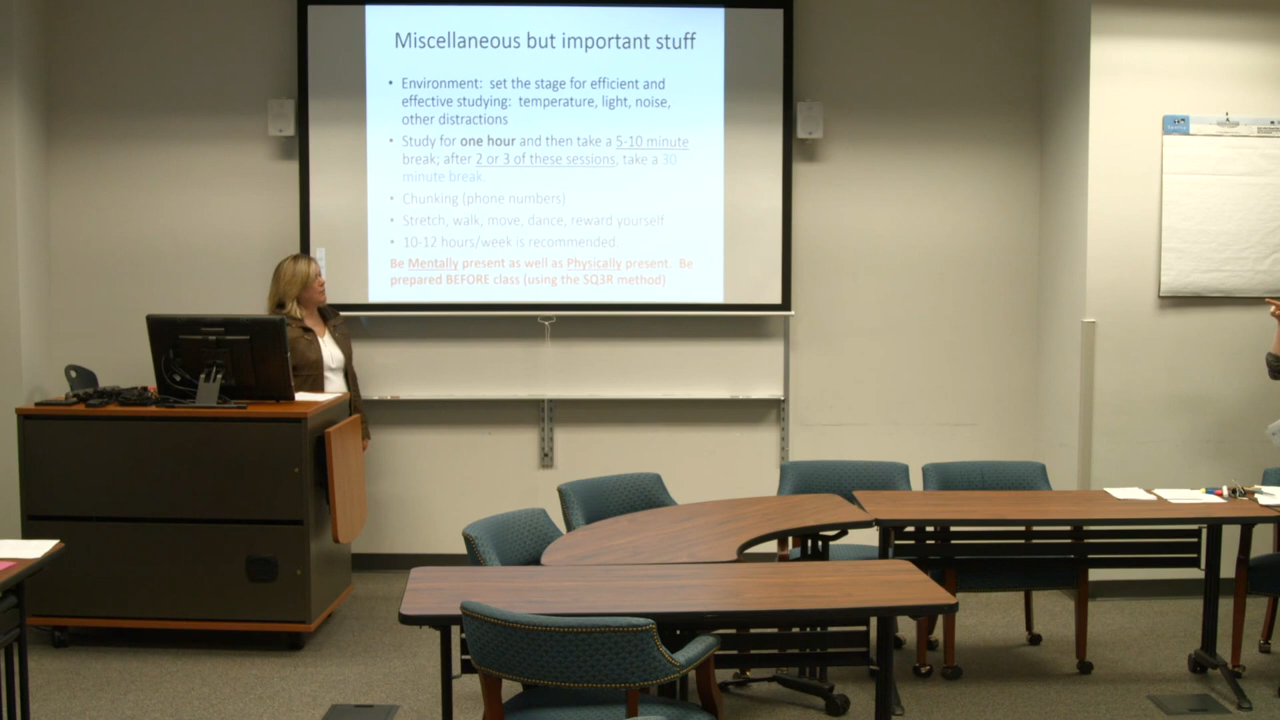 Miscellaneous but important stuff
• Environment: set the stage for efficient and
effective studying: temperature, light, noise,
other distractions
• Study for one hour and then take a 5-10 minute
break; after 2 or 3 of these sessions, take a 30
minute break.
• Chunking (phone numbers)
• Stretch, walk, move, dance, reward yourself
• 10-12 hours/week is recommended.
Be Mentally present as well as Physically present. Be
prepared BEFORE class (using the SQ3R method)